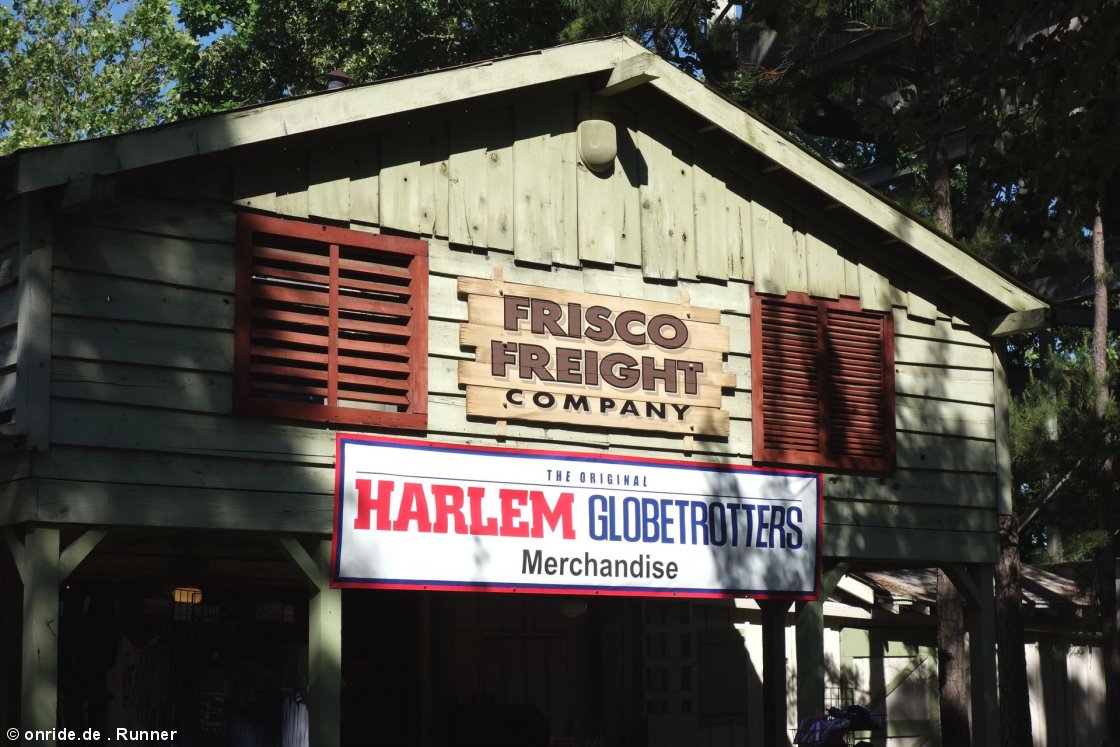 FRISCO
FREIGHT
COMPANY
THE ORIGINAL
HARLEM GLOBETROTTERS®
Merchandise
© onride.de . Runner